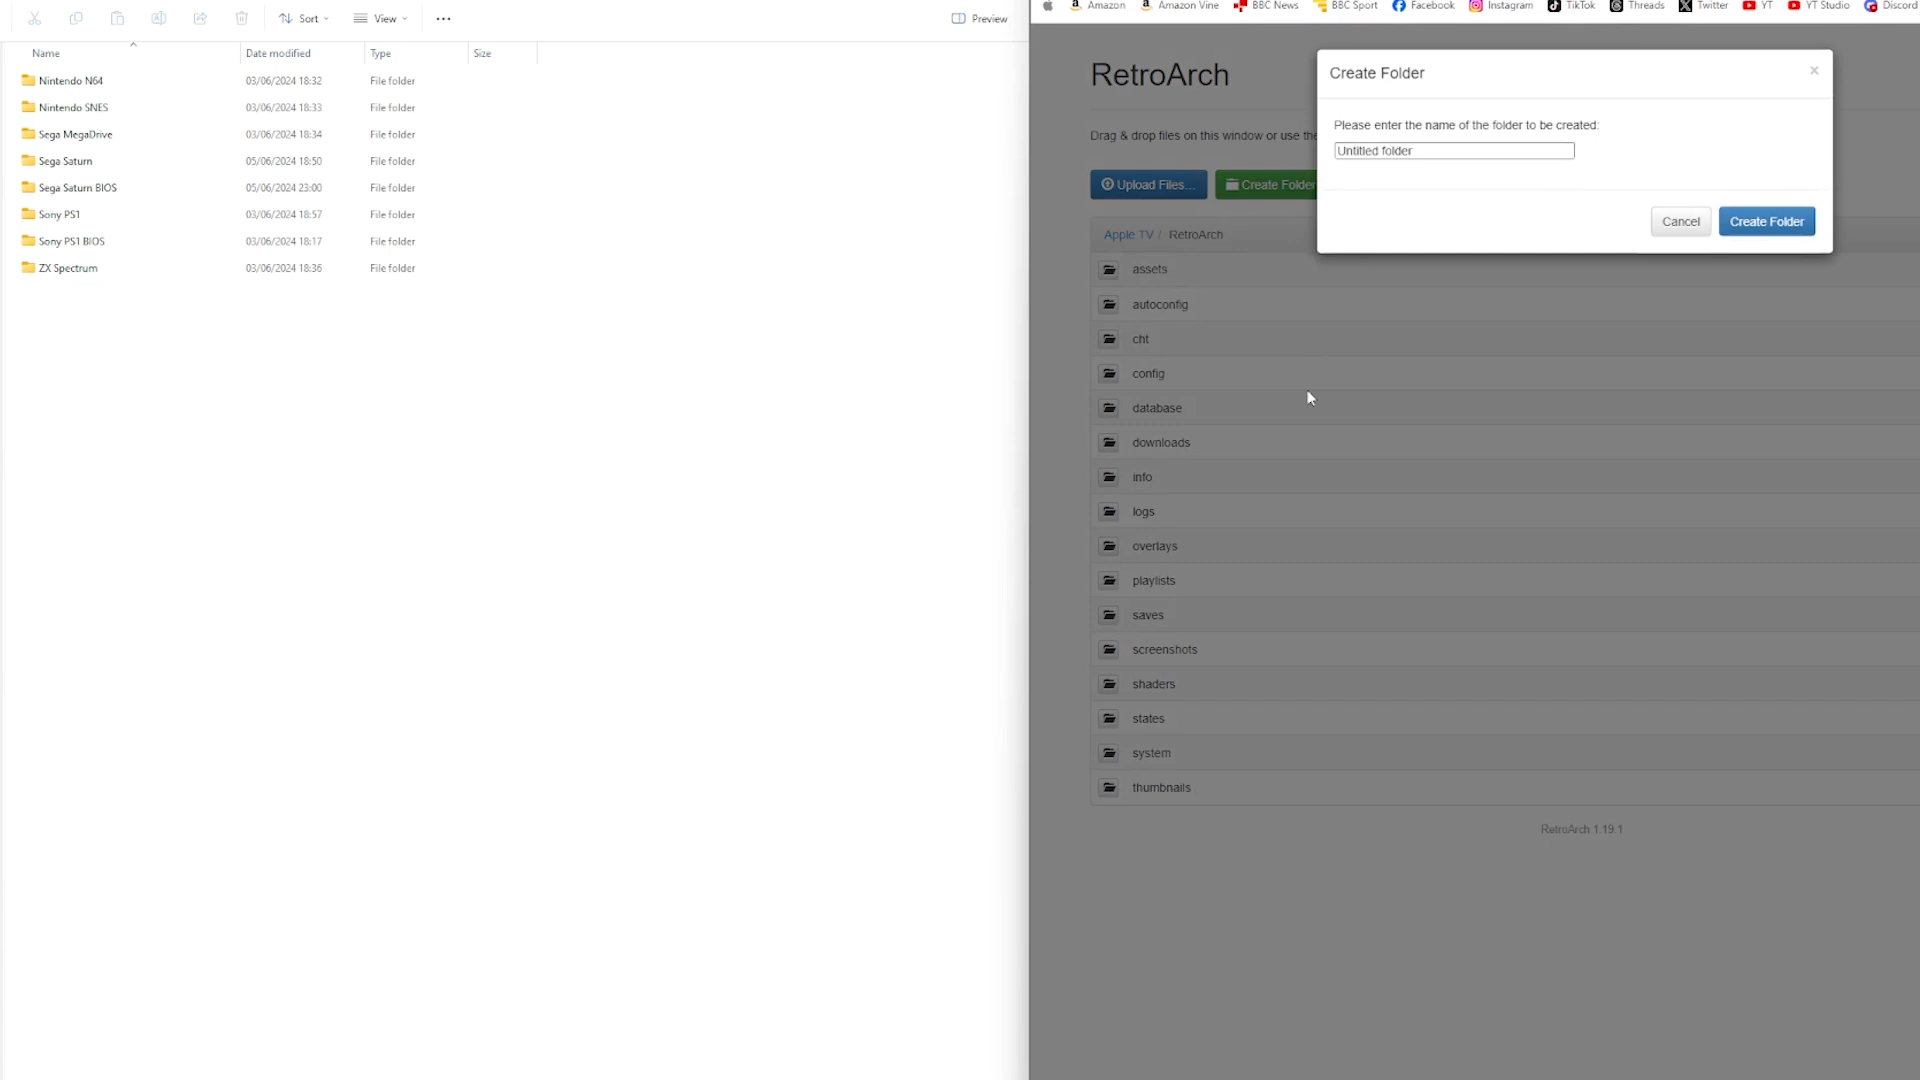 Sort
View
Preview
Name Date modified Type Size
Nintendo N64 03/06/2024 18:32 File folder
Nintendo SNES 03/06/2024 18:33 File folder
Sega MegaDrive 03/06/2024 18:34 File folder
Sega Saturn 05/06/2024 18:50 File folder
Sega Saturn BIOS 05/06/2024 23:00 File folder
Sony PS1 03/06/2024 18:57 File folder
Sony PS1 BIOS 03/06/2024 18:17 File folder
ZX Spectrum 03/06/2024 18:36 File folder
Amazon Amazon Vine BBC News BBC Sport Facebook Instagram TikTok Threads Twitter YT YT Studio Discord
RetroArch
Drag & drop files on this window or use the
Upload Files... Create Folder
Create Folder ×
Please enter the name of the folder to be created:
Untitled folder
Cancel Create Folder
Apple TV / RetroArch
assets
autoconfig
cht
config
database
downloads
info
logs
overlays
playlists
saves
screenshots
shaders
states
system
thumbnails
RetroArch 1.19.1